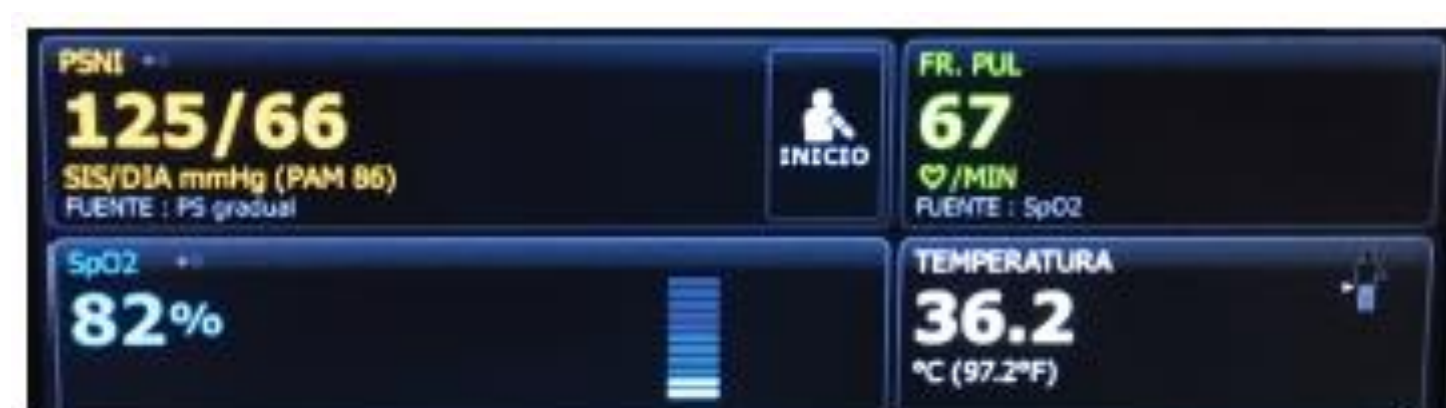 PSNI
125/66
SIS/DIA mmHg (PAM 86)
FUENTE : PS gradual
INICIO
FR. PUL
67
/MIN
FUENTE : SpO2
SpO2
82%
TEMPERATURA
36.2
°C (97.2°F)